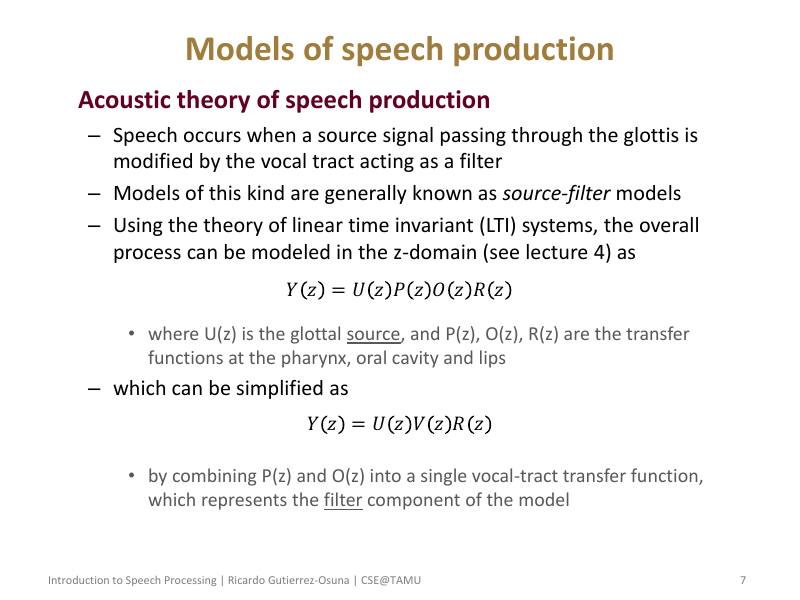 Models of speech production
Acoustic theory of speech production
– Speech occurs when a source signal passing through the glottis is
modified by the vocal tract acting as a filter
– Models of this kind are generally known as source-filter models
– Using the theory of linear time invariant (LTI) systems, the overall
process can be modeled in the z-domain (see lecture 4) as
𝑌(𝑧) = 𝑈(𝑧)𝑃(𝑧)𝑂(𝑧)𝑅(𝑧)
• where U(z) is the glottal source, and P(z), O(z), R(z) are the transfer
functions at the pharynx, oral cavity and lips
– which can be simplified as
𝑌(𝑧) = 𝑈(𝑧)𝑉(𝑧)𝑅(𝑧)
• by combining P(z) and O(z) into a single vocal-tract transfer function,
which represents the filter component of the model
Introduction to Speech Processing | Ricardo Gutierrez-Osuna | CSE@TAMU
7